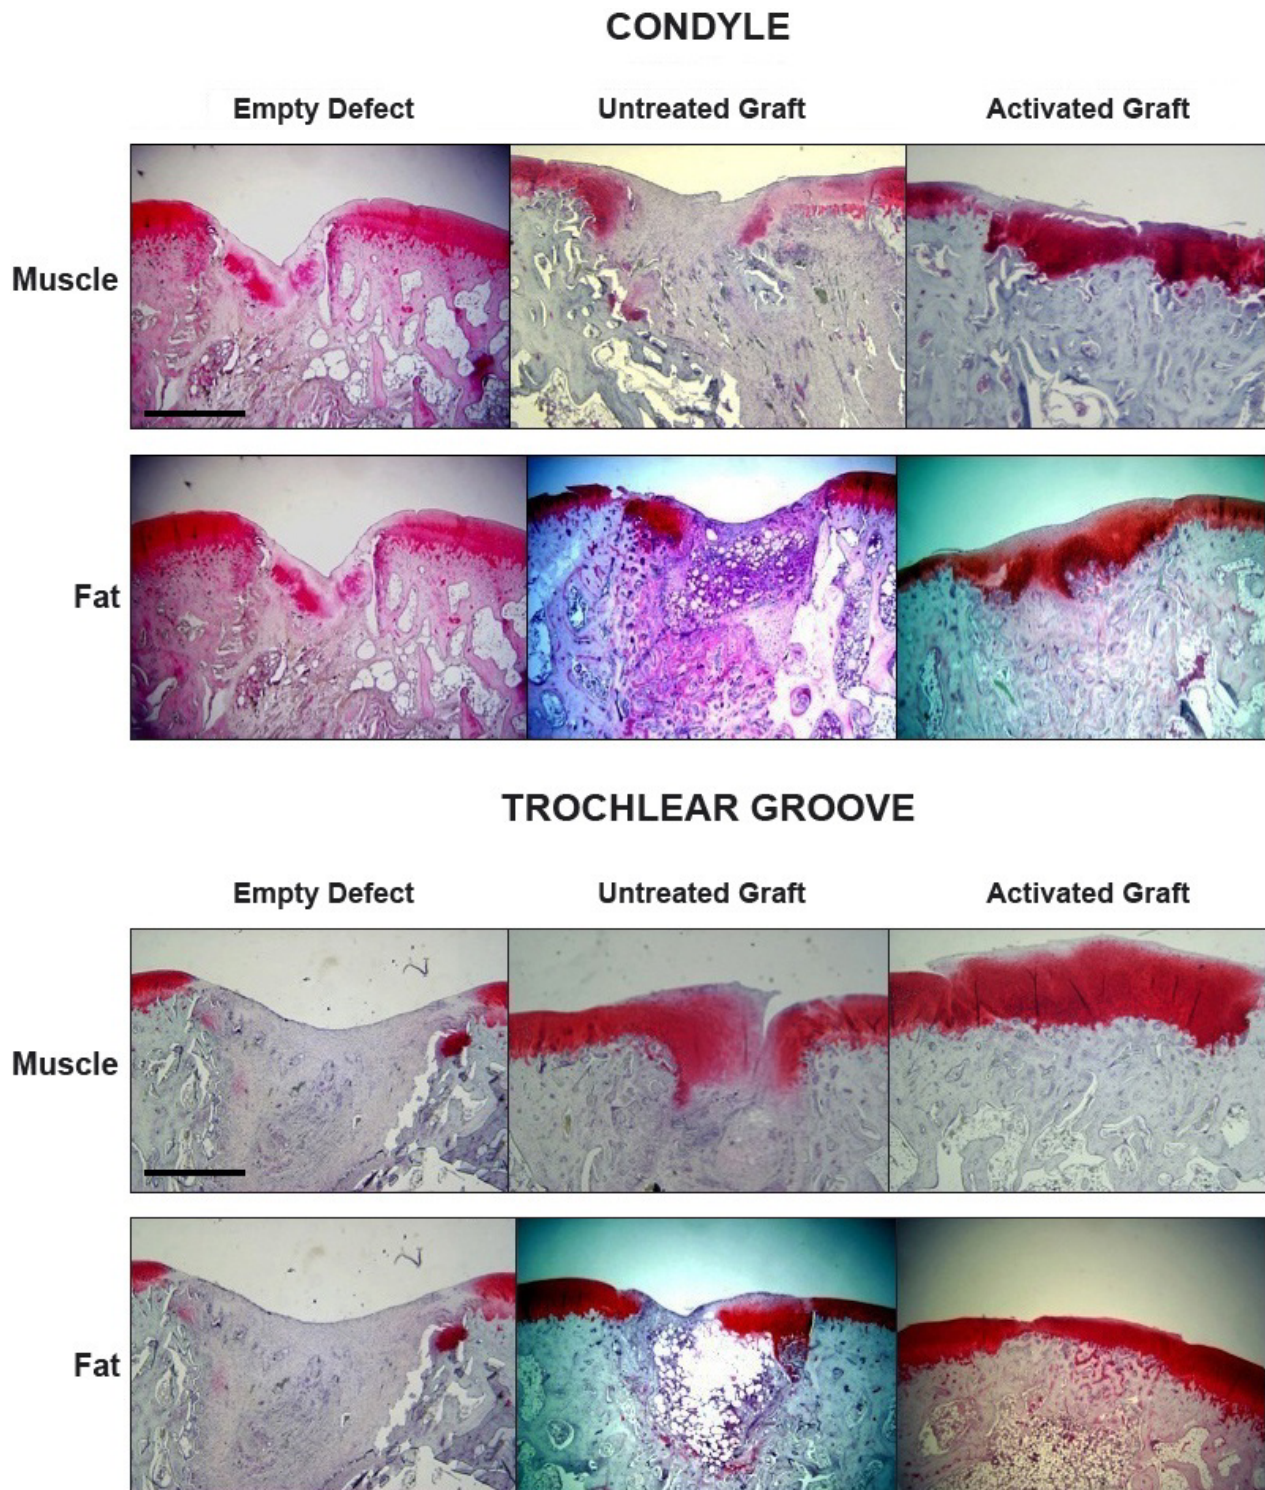 CONDYLE
Empty Defect Untreated Graft Activated Graft
Muscle
Fat
TROCHLEAR GROOVE
Empty Defect Untreated Graft Activated Graft
Muscle
Fat